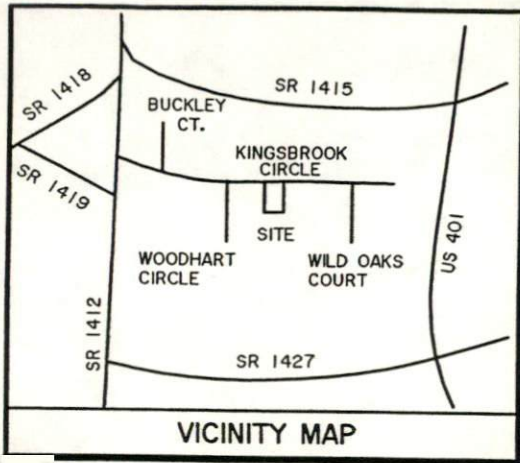 SR 1418
SR 1415
BUCKLEY
CT.
KINGSBROOK
CIRCLE
SR 1419
SITE
WOODHART
CIRCLE
WILD OAKS
COURT
US 401
SR 1412
SR 1427
VICINITY MAP